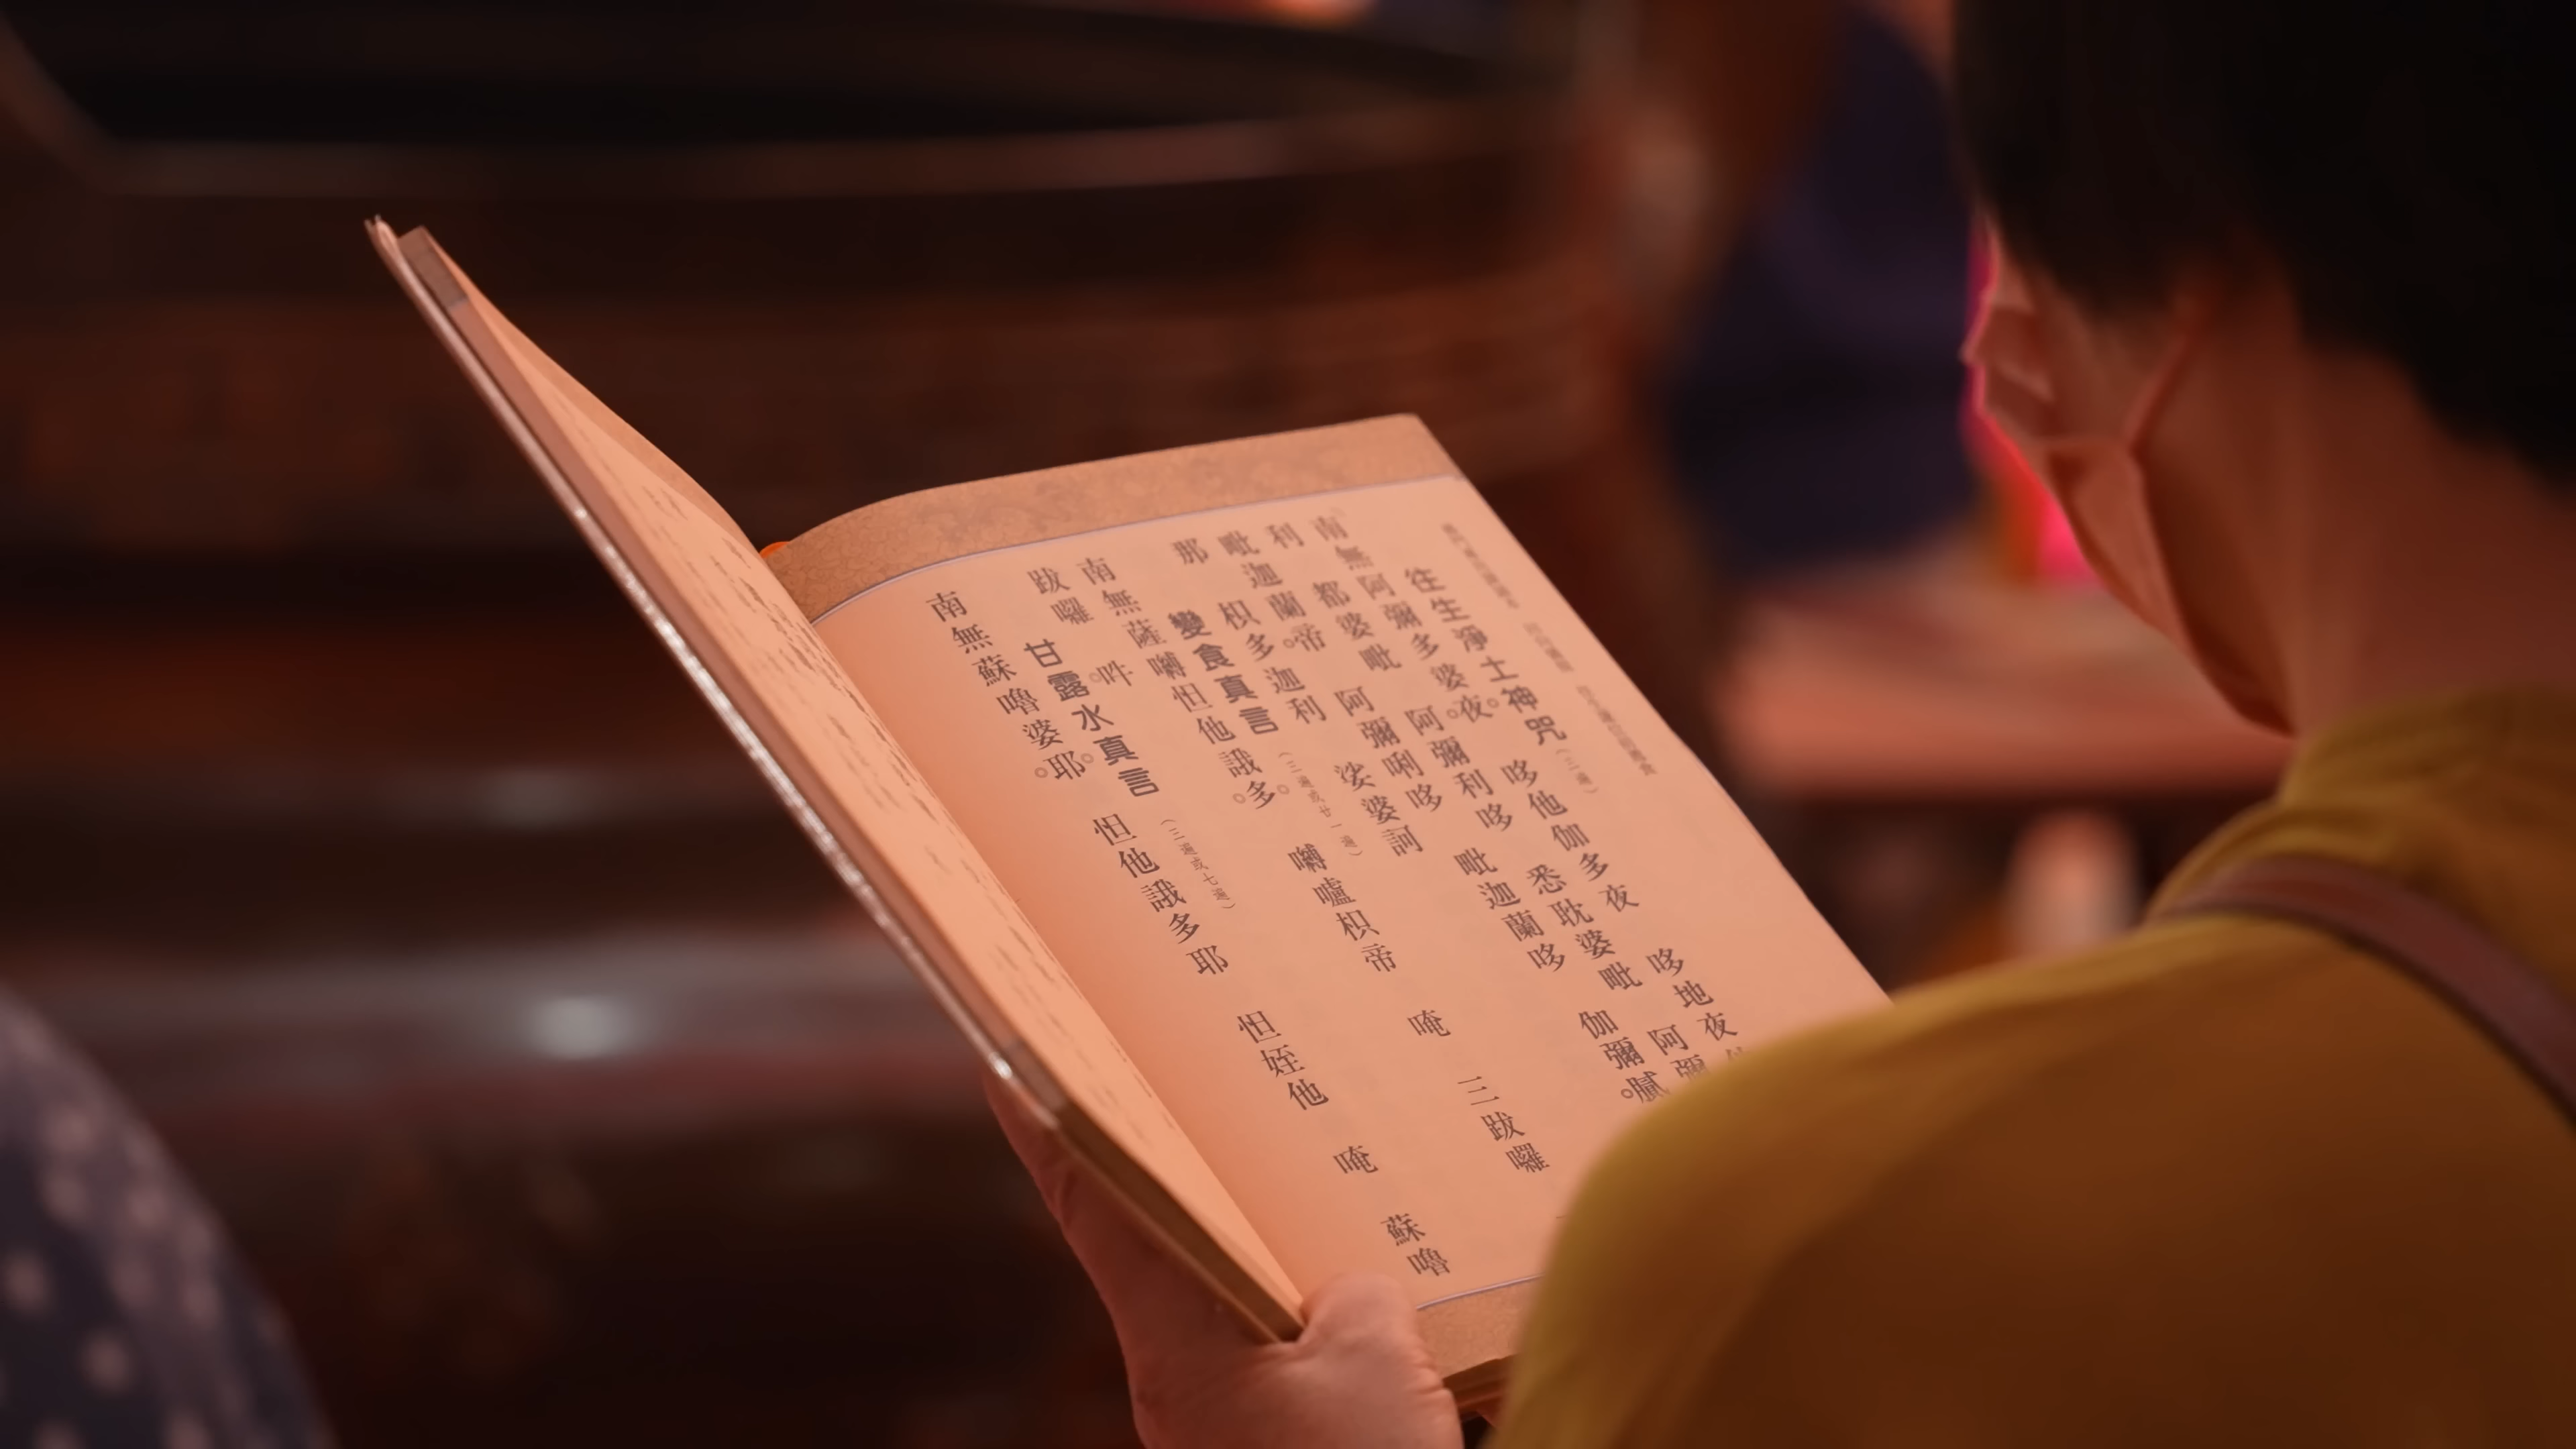 往生淨土神咒(三遍)
南無阿彌多婆夜。 哆他伽多夜 哆地夜
利 都婆毗 阿彌利哆 悉耽婆毗 阿彌
毗迦蘭帝。 阿彌唎哆 毗迦蘭哆 伽彌膩。
那 枳多迦利 娑婆訶
變食真言(三遍或廿一遍)
南無薩嚩怛他誐多。 嚩嚧枳帝 唵 三跋囉
跋囉 吽。
甘露水真言(三遍或七遍)
南無蘇嚕婆耶。 怛他誐多耶 怛姪他 唵 蘇嚕